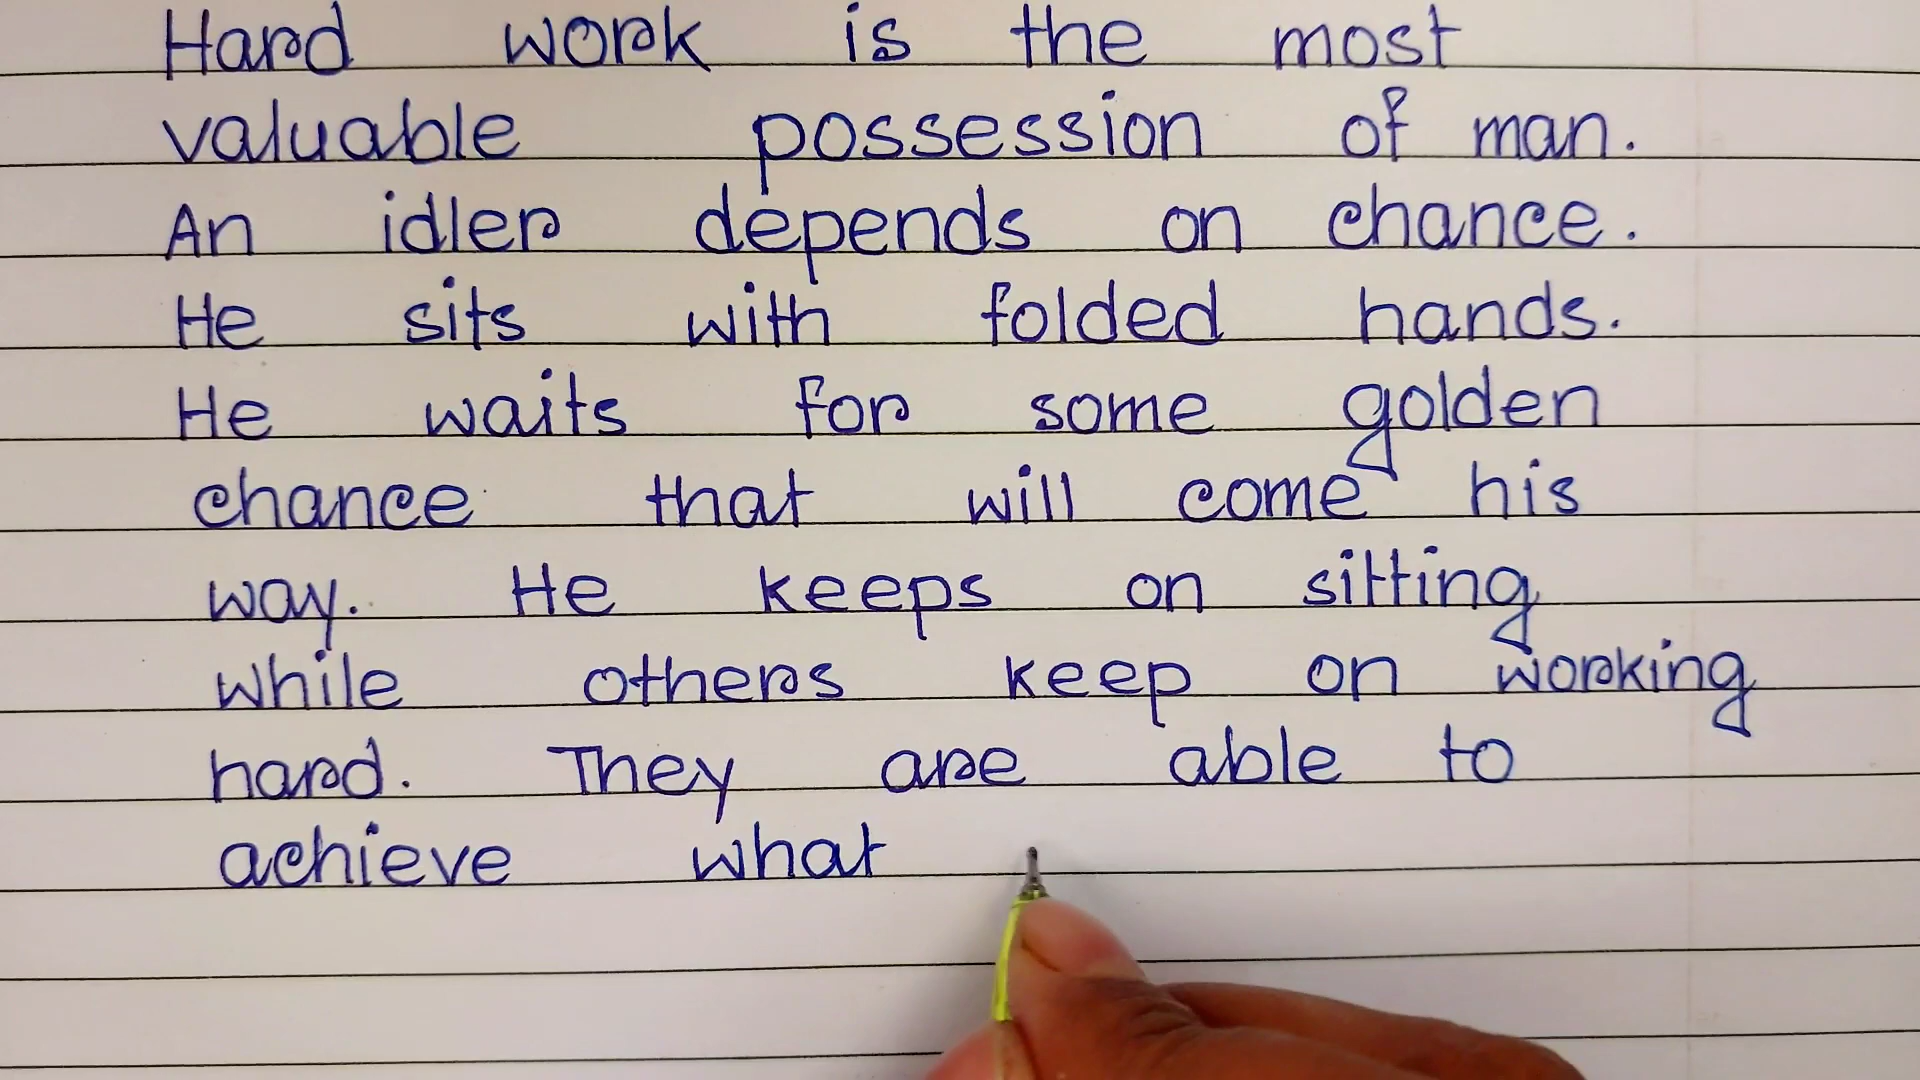 Hard work is the most
valuable possession of man.
An idler depends on chance.
He sits with folded hands.
He waits for some golden
chance that will come his
way. He keeps on sitting
while others keep on working
hard. They are able to
achieve what